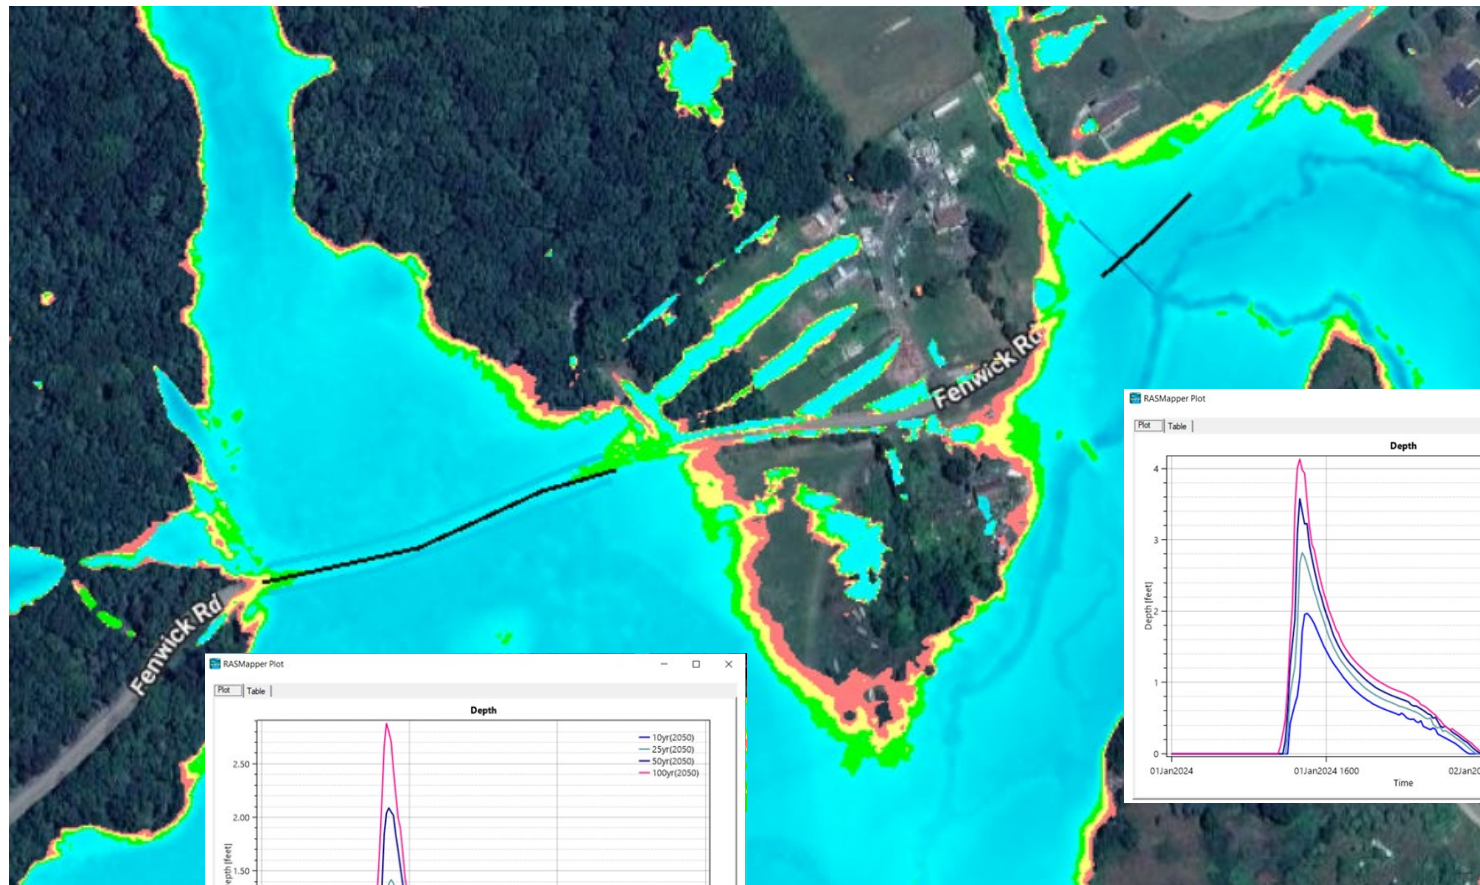 Fenwick Rd
RASMapper Plot
Plot
Table
Depth
4
3
2
1
0
Depth [feet]
01Jan2024
01Jan2024 1600
Time
Fenwick Rd
RASMapper Plot
Plot
Table
Depth
10yr(2050)
25yr(2050)
50yr(2050)
100yr(2050)
2.50
2.00
1.50